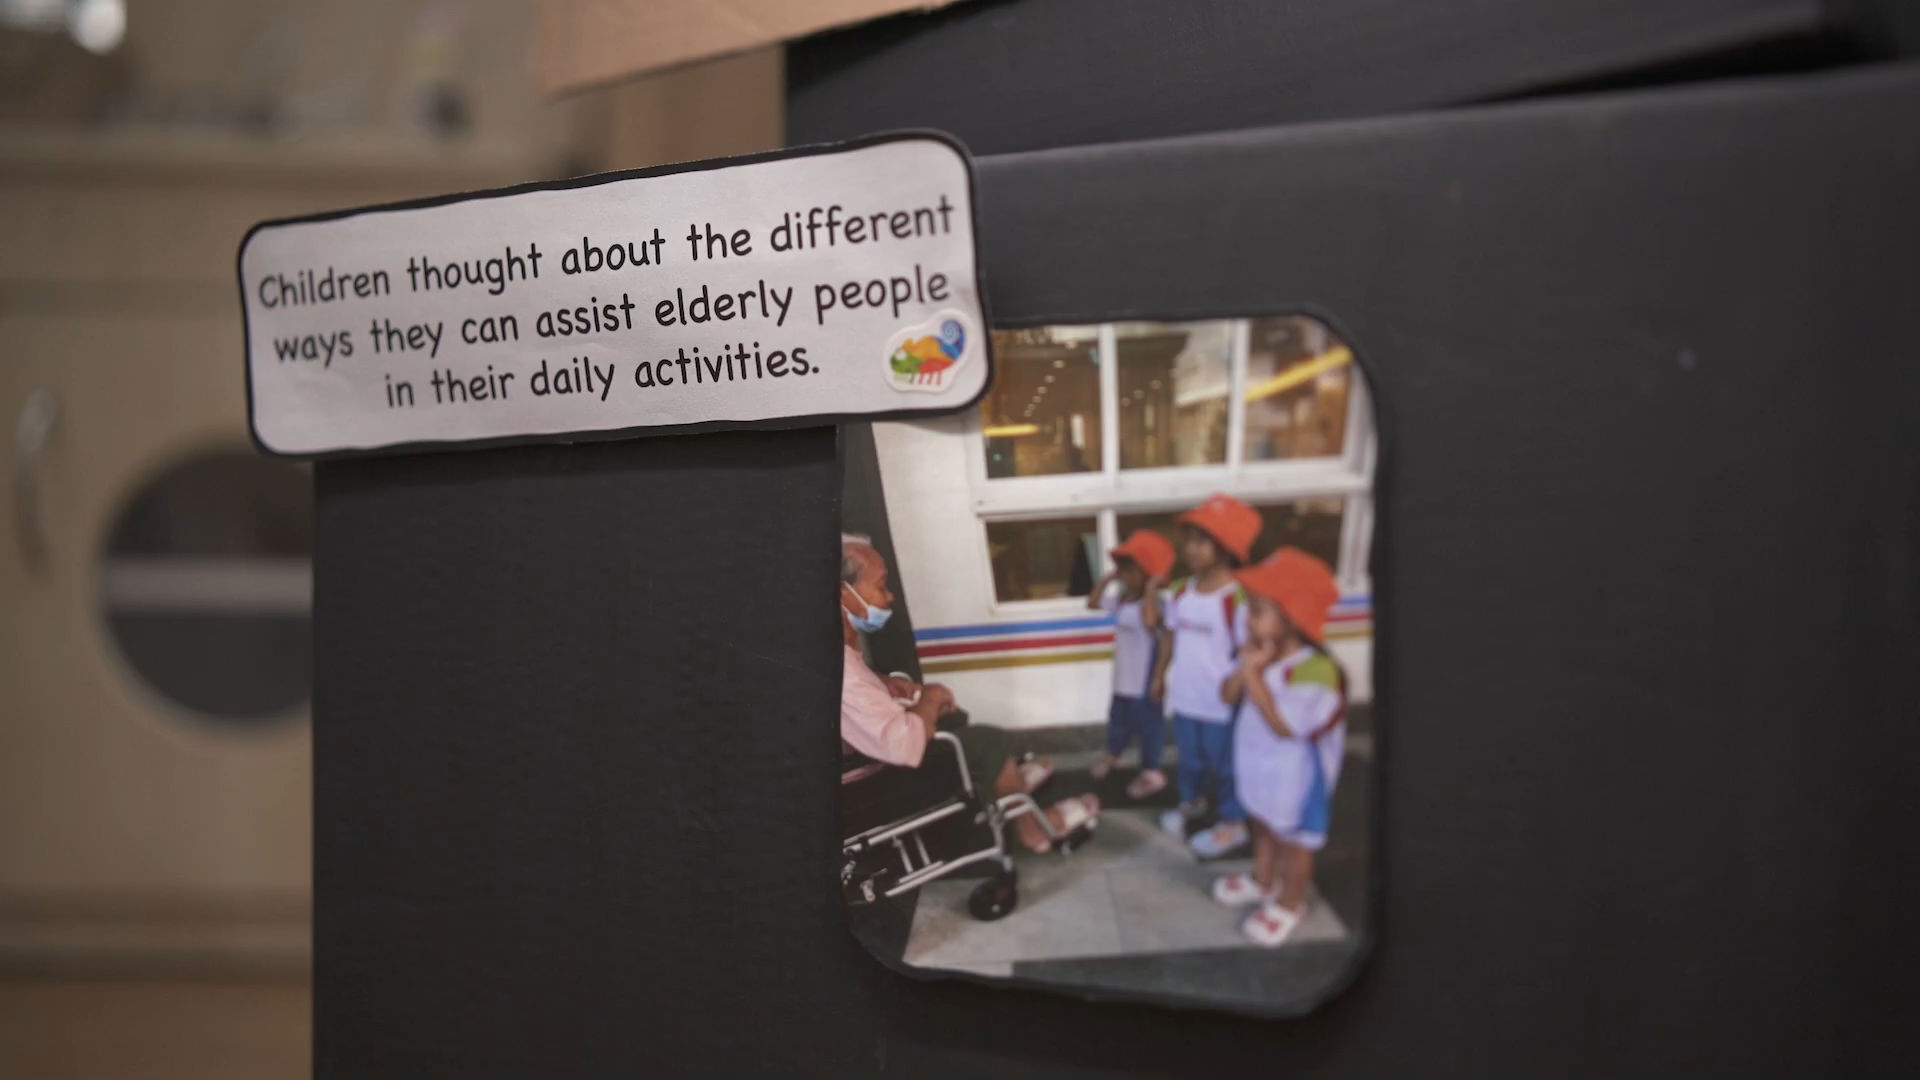 Children thought about the different
ways they can assist elderly people
in their daily activities.